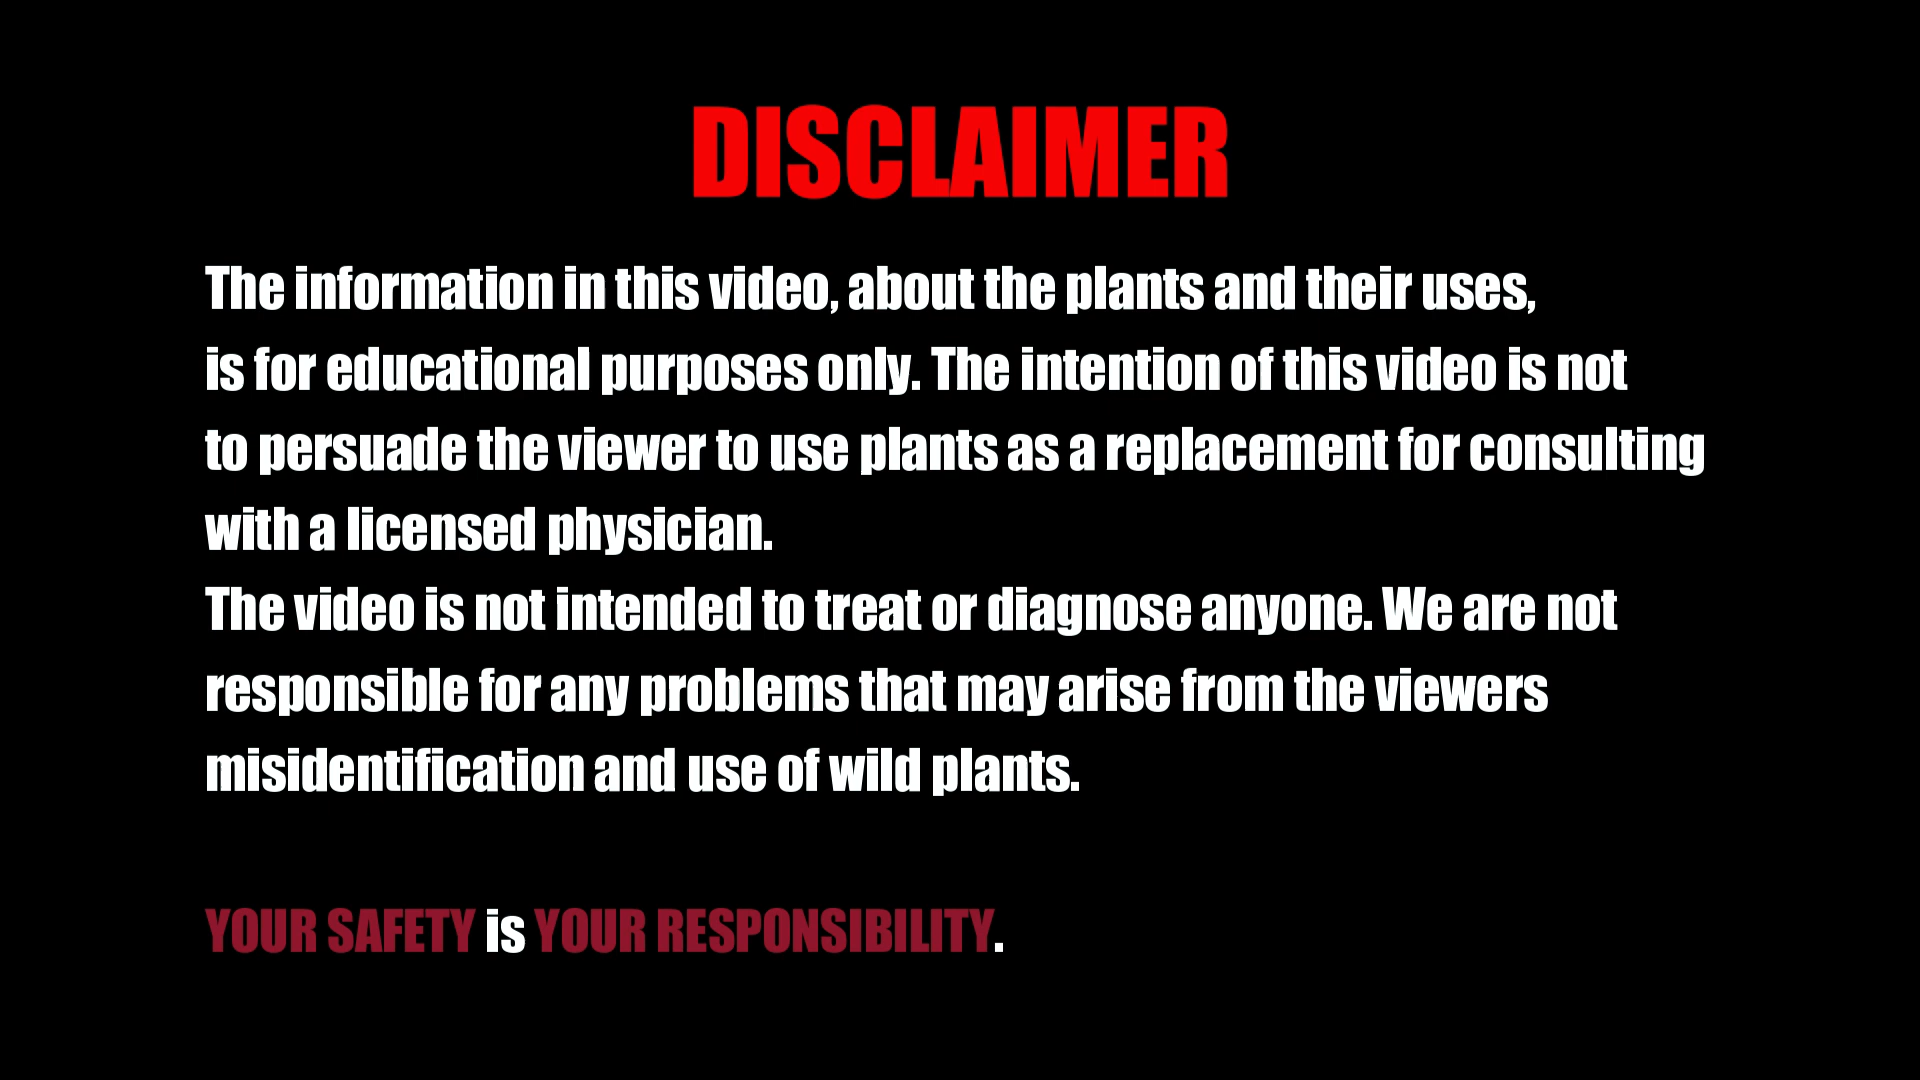 DISCLAIMER
The information in this video, about the plants and their uses,
is for educational purposes only. The intention of this video is not
to persuade the viewer to use plants as a replacement for consulting
with a licensed physician.
The video is not intended to treat or diagnose anyone. We are not
responsible for any problems that may arise from the viewers
misidentification and use of wild plants.
YOUR SAFETY is YOUR RESPONSIBILITY.